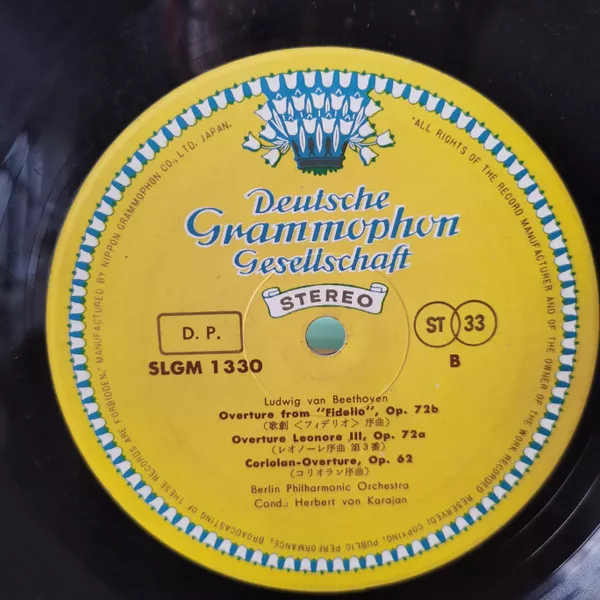 "ALL RIGHTS OF THE RECORD MANUFACTURER AND OF THE OWNER OF THE WORK RECORDED RESERVED, COPYING, PUBLIC PERFORMANCE, BROADCASTING OF THESE RECORDS ARE FORBIDDEN." MANUFACTURED BY NIPPON GRAMMOPHON CO., LTD. JAPAN.
Deutsche
Grammophon
Gesellschaft
STEREO
D. P.
ST 33
SLGM 1330
B
Ludwig van Beethoven
Overture from "Fidelio", Op. 72b
(歌劇 <フィデリオ> 序曲)
Overture Leonore III, Op. 72a
(レオノーレ序曲 第3番)
Coriolan-Overture, Op. 62
(コリオラン序曲)
Berlin Philharmonic Orchestra
Cond.: Herbert von Karajan